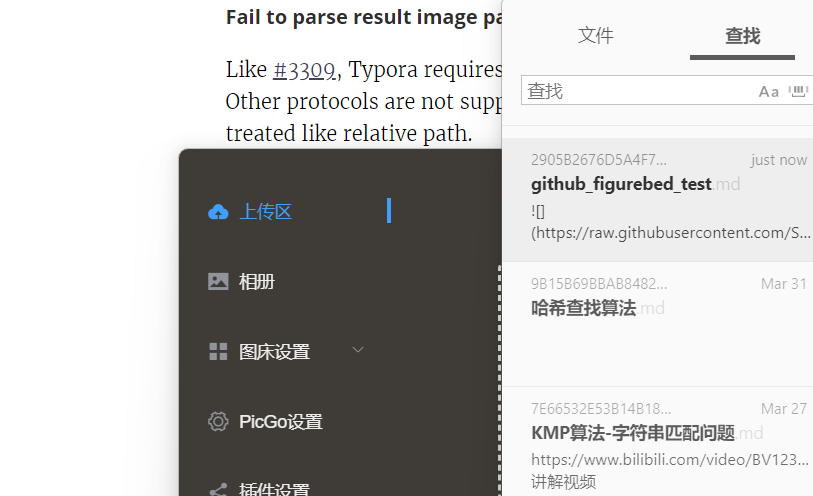 Fail to parse result image pa
Like #3309, Typora requires
Other protocols are not supp
treated like relative path.
上传区
相册
图床设置
PicGo设置
插件设置
文件
查找
查找
Aa
2905B2676D5A4F7... just now
github_figurebed_test.md
![]
(https://raw.githubusercontent.com/S...
9B15B69BBAB8482... Mar 31
哈希查找算法.md
7E66532E53B14B18... Mar 27
KMP算法-字符串匹配问题.md
https://www.bilibili.com/video/BV123...
讲解视频